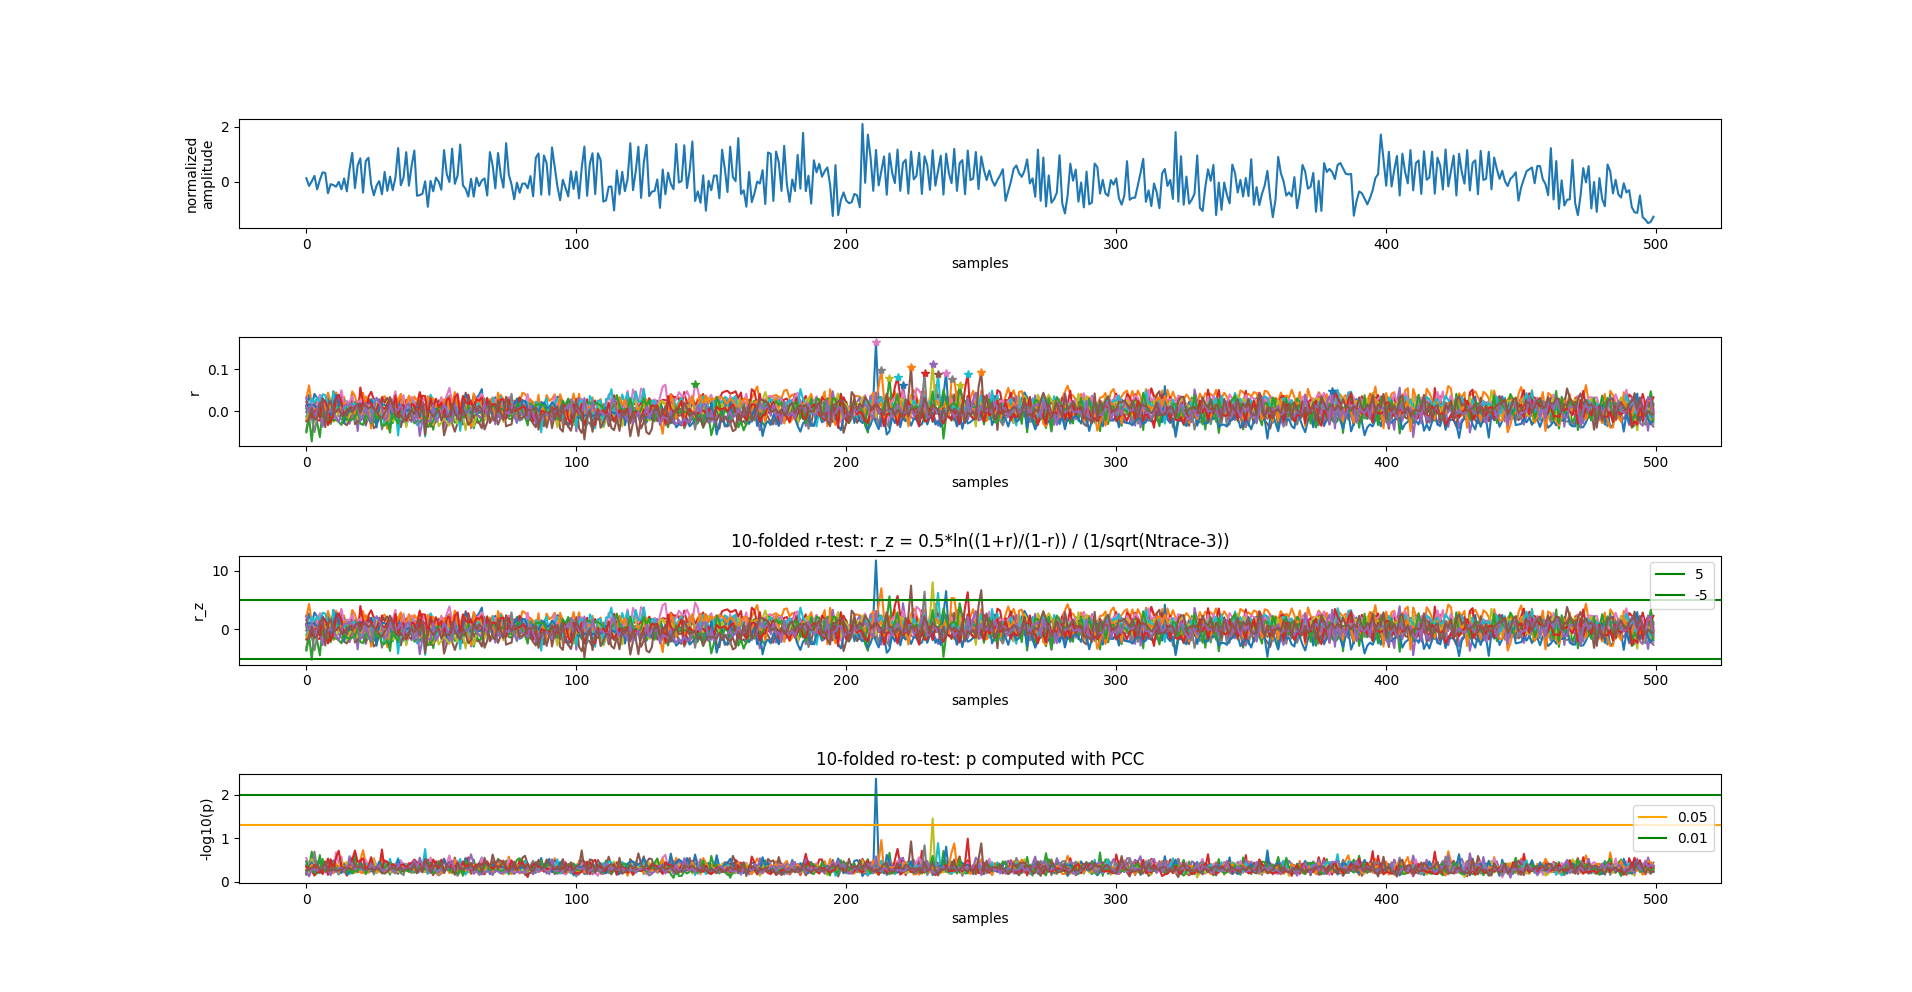 2
0
normalized
amplitude
0 100 200 300 400 500
samples
0.1
0.0
r
0 100 200 300 400 500
samples
10-folded r-test: r_z = 0.5*ln((1+r)/(1-r)) / (1/sqrt(Ntrace-3))
10
0
r_z
5
-5
0 100 200 300 400 500
samples
10-folded ro-test: p computed with PCC
2
1
0
-log10(p)
0.05
0.01
0 100 200 300 400 500
samples